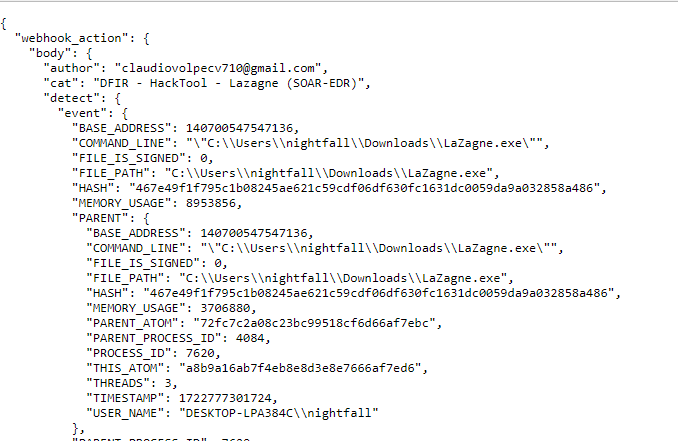 {
"webhook_action": {
"body": {
"author": "claudiovolpecv710@gmail.com",
"cat": "DFIR - HackTool - Lazagne (SOAR-EDR)",
"detect": {
"event": {
"BASE_ADDRESS": 140700547547136,
"COMMAND_LINE": "\"C:\\Users\\nightfall\\Downloads\\LaZagne.exe\"",
"FILE_IS_SIGNED": 0,
"FILE_PATH": "C:\\Users\\nightfall\\Downloads\\LaZagne.exe",
"HASH": "467e49f1f795c1b08245ae621c59cdf06df630fc1631dc0059da9a032858a486",
"MEMORY_USAGE": 8953856,
"PARENT": {
"BASE_ADDRESS": 140700547547136,
"COMMAND_LINE": "\"C:\\Users\\nightfall\\Downloads\\LaZagne.exe\"",
"FILE_IS_SIGNED": 0,
"FILE_PATH": "C:\\Users\\nightfall\\Downloads\\LaZagne.exe",
"HASH": "467e49f1f795c1b08245ae621c59cdf06df630fc1631dc0059da9a032858a486",
"MEMORY_USAGE": 3706880,
"PARENT_ATOM": "72fc7c2a08c23bc99518cf6d66af7ebc",
"PARENT_PROCESS_ID": 4084,
"PROCESS_ID": 7620,
"THIS_ATOM": "a8b9a16ab7f4eb8e8d3e8e7666af7ed6",
"THREADS": 3,
"TIMESTAMP": 1722777301724,
"USER_NAME": "DESKTOP-LPA384C\\nightfall"
},
"PARENT_PROCESS_ID": 7620